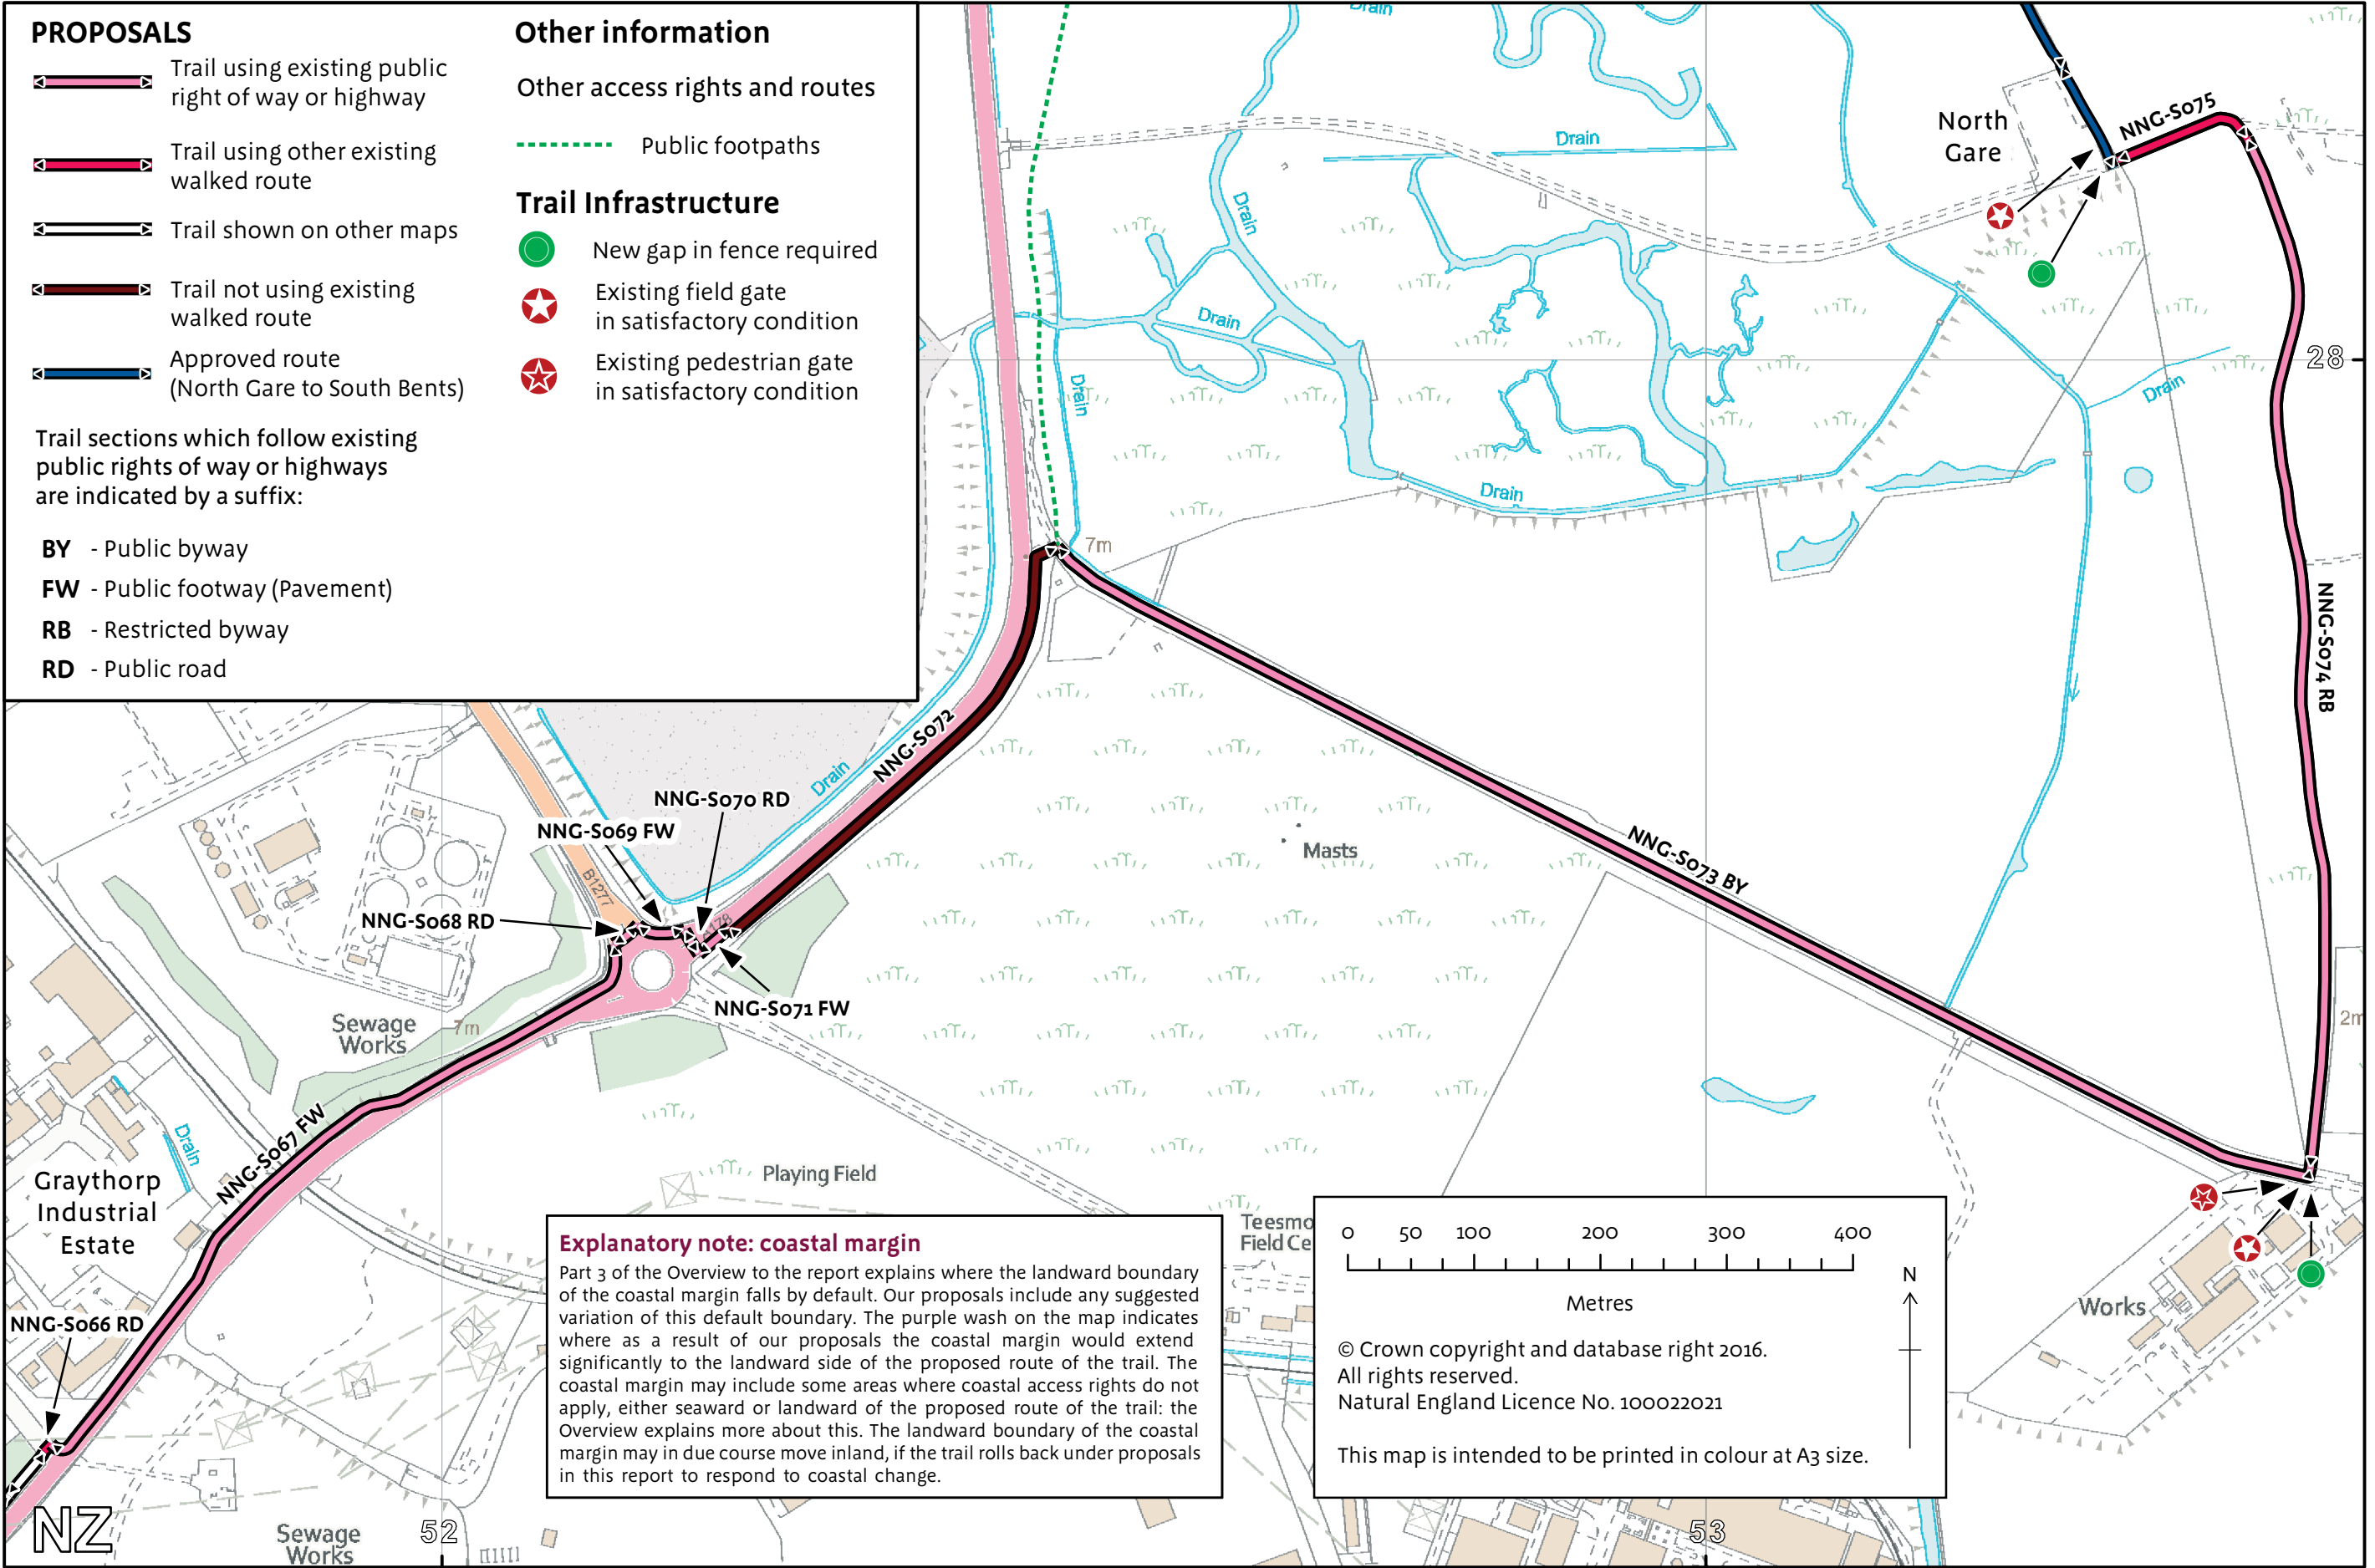 PROPOSALS
Trail using existing public
right of way or highway
Trail using other existing
walked route
Trail shown on other maps
Trail not using existing
walked route
Approved route
(North Gare to South Bents)
Trail sections which follow existing
public rights of way or highways
are indicated by a suffix:
BY - Public byway
FW - Public footway (Pavement)
RB - Restricted byway
RD - Public road
Other information
Other access rights and routes
Public footpaths
Trail Infrastructure
New gap in fence required
Existing field gate
in satisfactory condition
Existing pedestrian gate
in satisfactory condition
Drain
Drain
Drain
Drain
Drain
Drain
Drain
Drain
Drain
North
Gare
NNG-S075
28
7m
NNG-S074 RB
NNG-S072
NNG-S070 RD
NNG-S069 FW
B1277
NNG-S068 RD
NNG-S071 FW
Masts
NNG-S073 BY
Sewage
Works
7m
2m
NNG-S067 FW
Graythorp
Industrial
Estate
NNG-S066 RD
Playing Field
Teesmo
Field Ce
Works
Explanatory note: coastal margin
Part 3 of the Overview to the report explains where the landward boundary
of the coastal margin falls by default. Our proposals include any suggested
variation of this default boundary. The purple wash on the map indicates
where as a result of our proposals the coastal margin would extend
significantly to the landward side of the proposed route of the trail. The
coastal margin may include some areas where coastal access rights do not
apply, either seaward or landward of the proposed route of the trail: the
Overview explains more about this. The landward boundary of the coastal
margin may in due course move inland, if the trail rolls back under proposals
in this report to respond to coastal change.
0 50 100 200 300 400
Metres
N
© Crown copyright and database right 2016.
All rights reserved.
Natural England Licence No. 100022021
This map is intended to be printed in colour at A3 size.
NZ
Sewage
Works
52
53